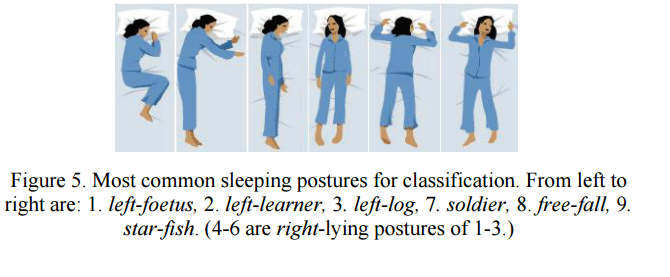 Figure 5. Most common sleeping postures for classification. From left to
right are: 1. left-foetus, 2. left-learner, 3. left-log, 7. soldier, 8. free-fall, 9.
star-fish. (4-6 are right-lying postures of 1-3.)